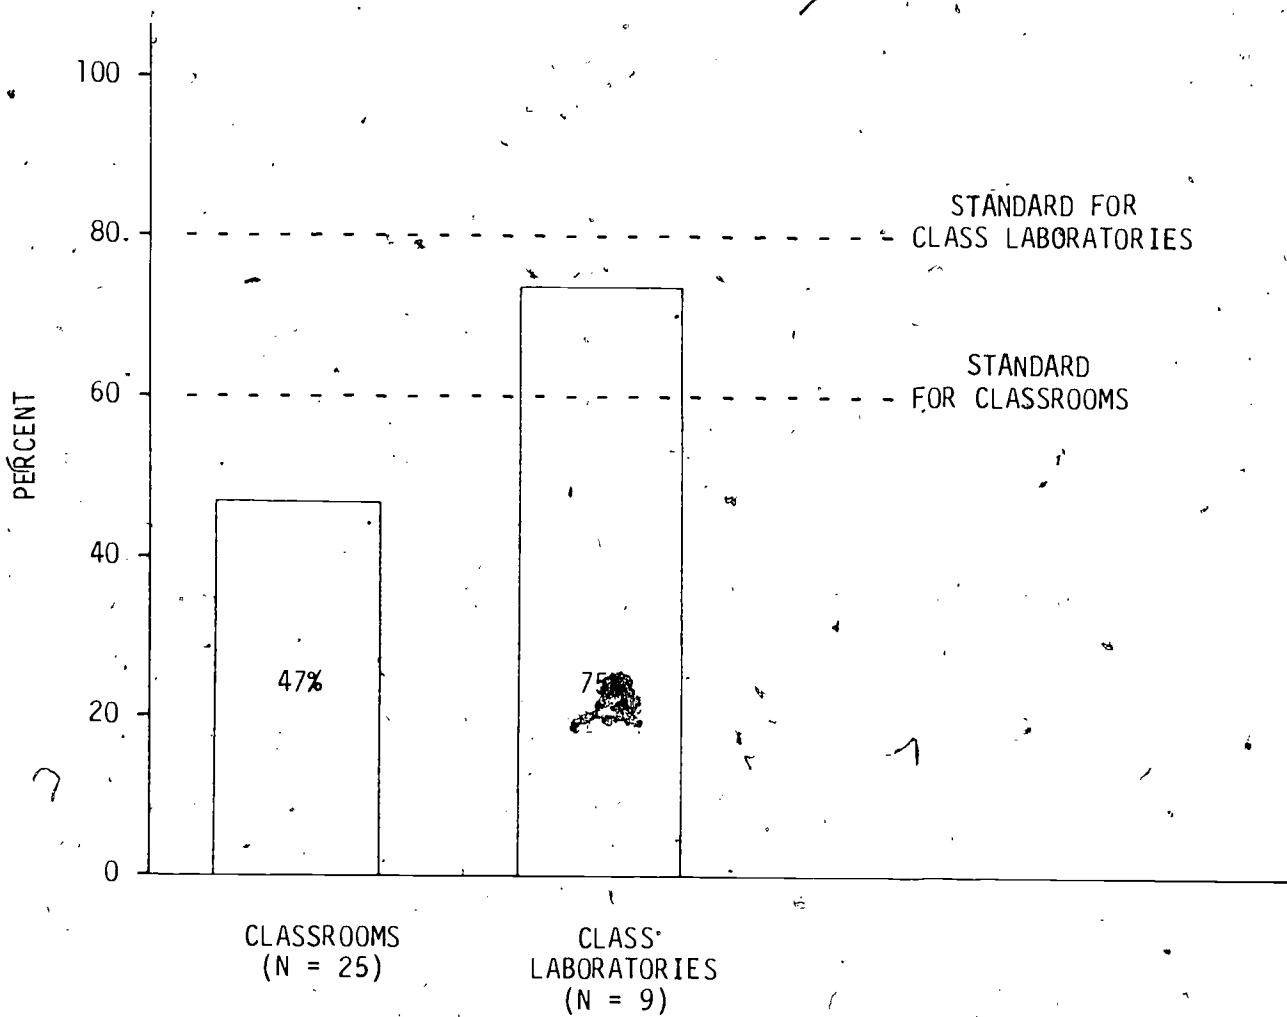 100
STANDARD FOR
80
CLASS LABORATORIES
STANDARD
60
FOR CLASSROOMS
PERCENT
40
47%
20
0
CLASSROOMS
(N = 25)
CLASS
LABORATORIES
(N = 9)